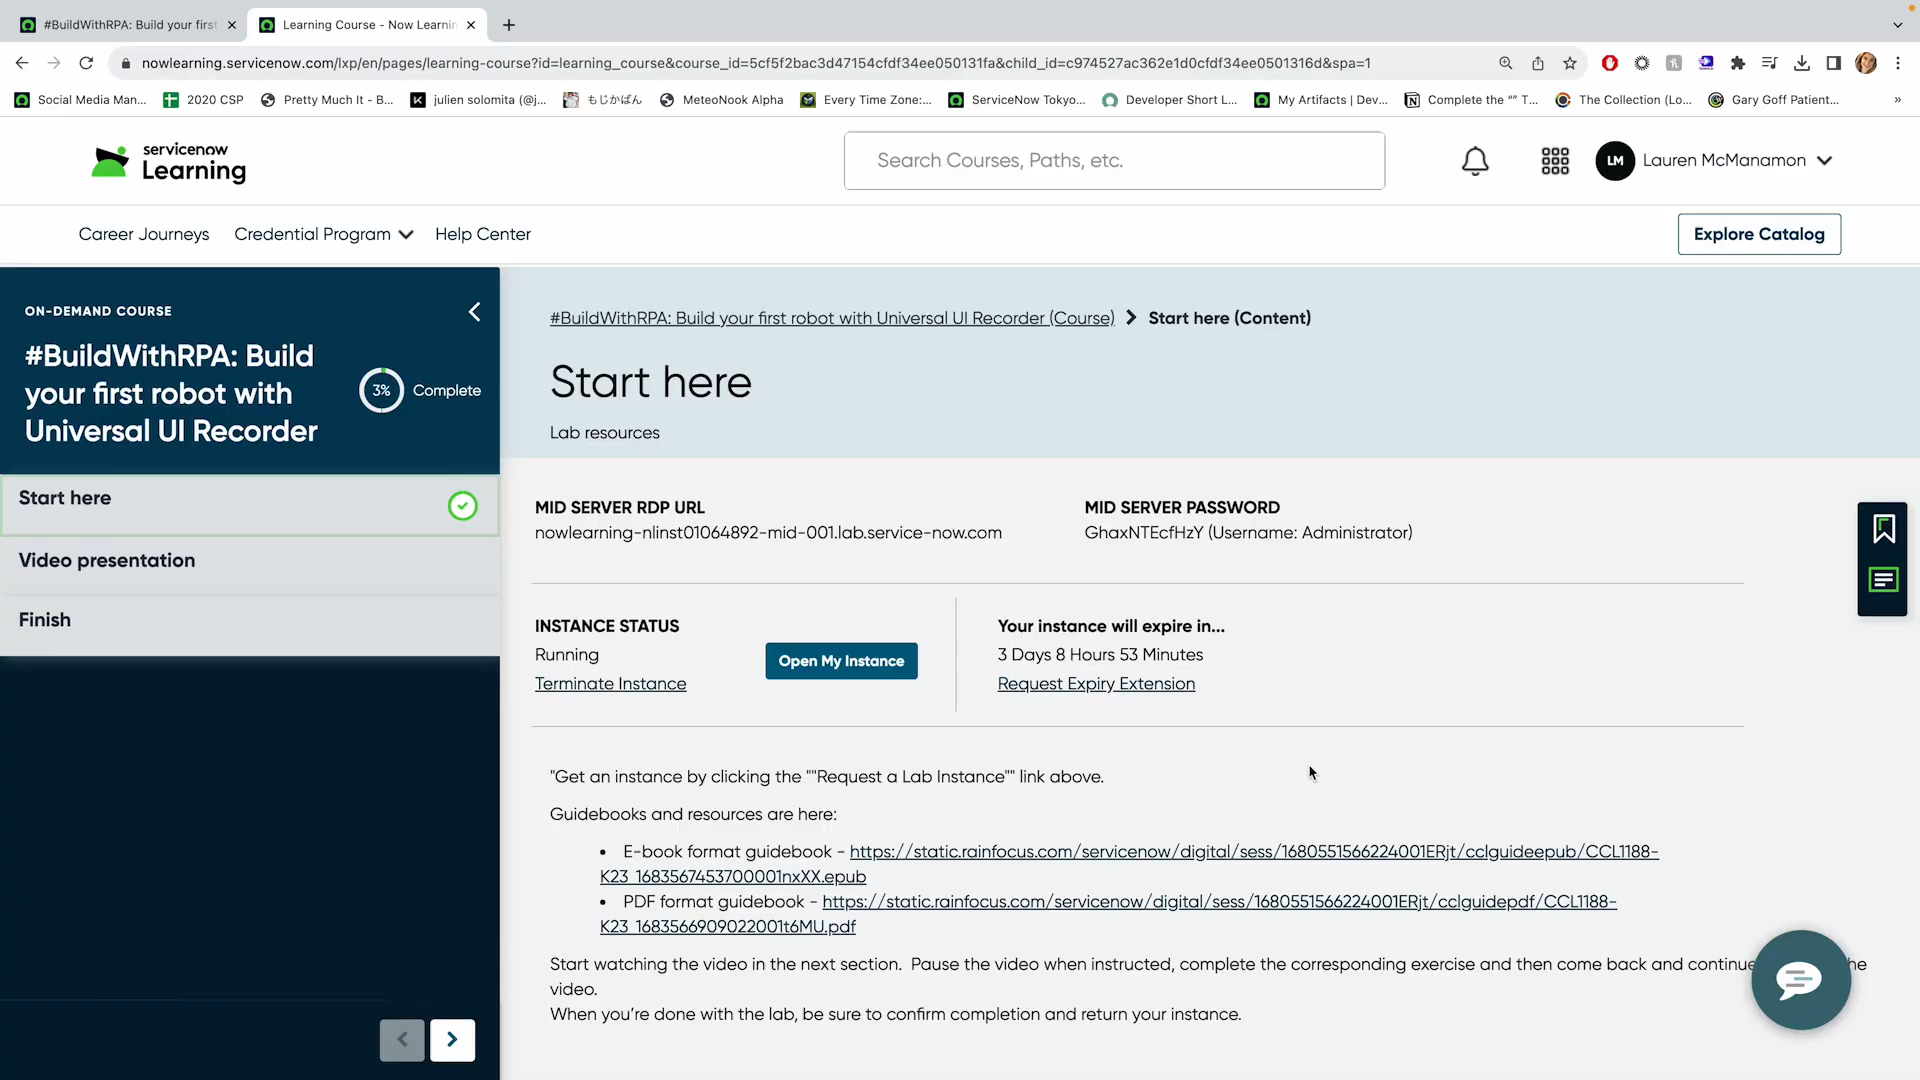 #BuildWithRPA: Build your first
Learning Course - Now Learnin
nowlearning.servicenow.com/lxp/en/pages/learning-course?id=learning_course&course_id=5cf5f2bac3d47154cfdf34ee050131fa&child_id=c974527ac362e1d0cfdf34ee0501316d&spa=1
Social Media Man...
2020 CSP
Pretty Much It - B...
julien solomita (@j...
もじかばん
MeteoNook Alpha
Every Time Zone:...
ServiceNow Tokyo...
Developer Short L...
My Artifacts | Dev...
Complete the “” T...
The Collection (Lo...
Gary Goff Patient...
»
servicenow
Learning
Search Courses, Paths, etc.
LM
Lauren McManamon
Career Journeys
Credential Program
Help Center
Explore Catalog
ON-DEMAND COURSE
#BuildWithRPA: Build
your first robot with
Universal UI Recorder
3%
Complete
Start here
Video presentation
Finish
#BuildWithRPA: Build your first robot with Universal UI Recorder (Course)
Start here (Content)
Start here
Lab resources
MID SERVER RDP URL
nowlearning-nlinst01064892-mid-001.lab.service-now.com
MID SERVER PASSWORD
GhaxNTEcfHzY (Username: Administrator)
INSTANCE STATUS
Running
Terminate Instance
Open My Instance
Your instance will expire in...
3 Days 8 Hours 53 Minutes
Request Expiry Extension
"Get an instance by clicking the ""Request a Lab Instance"" link above.
Guidebooks and resources are here:
• E-book format guidebook - https://static.rainfocus.com/servicenow/digital/sess/1680551566224001ERjt/cclguideepub/CCL1188-
K23_1683567453700001nxXX.epub
• PDF format guidebook - https://static.rainfocus.com/servicenow/digital/sess/1680551566224001ERjt/cclguidepdf/CCL1188-
K23_1683566909022001t6MU.pdf
Start watching the video in the next section. Pause the video when instructed, complete the corresponding exercise and then come back and continue he
video.
When you’re done with the lab, be sure to confirm completion and return your instance.